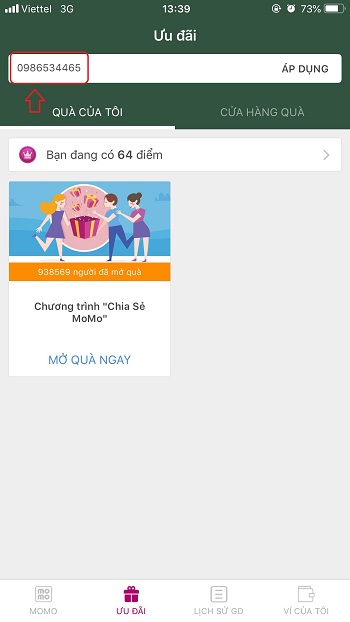 Viettel 3G 13:39 73%
Ưu đãi
0986534465 ÁP DỤNG
QUÀ CỦA TÔI CỬA HÀNG QUÀ
Bạn đang có 64 điểm
938569 người đã mở quà
Chương trình "Chia Sẻ
MoMo"
MỞ QUÀ NGAY
mo
mo
MOMO ƯU ĐÃI LỊCH SỬ GD VÍ CỦA TÔI